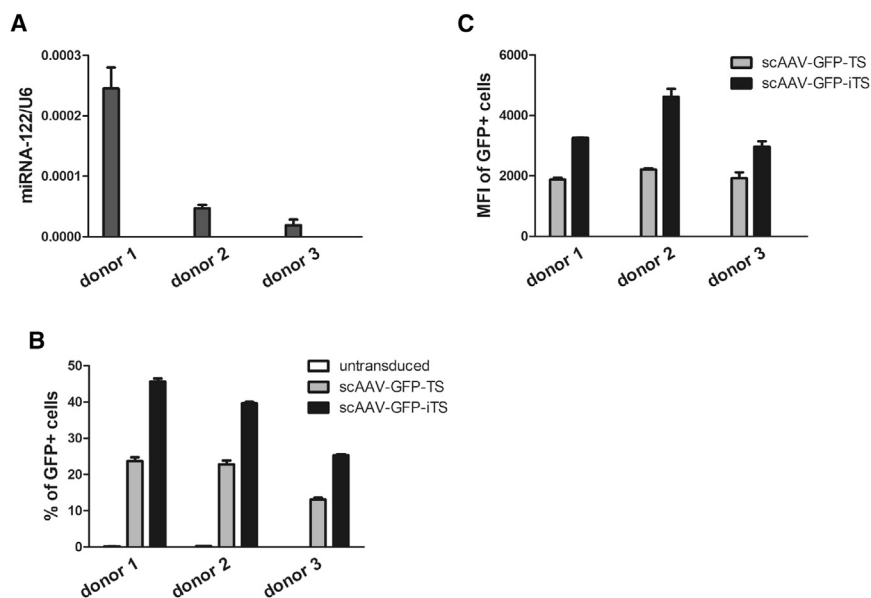 A
miRNA-122/U6
0.0003
0.0002
0.0001
0.0000
donor 1
donor 2
donor 3
C
MFI of GFP+ cells
6000
4000
2000
0
scAAV-GFP-TS
scAAV-GFP-iTS
donor 1
donor 2
donor 3
B
% of GFP+ cells
50
40
30
20
10
0
untransduced
scAAV-GFP-TS
scAAV-GFP-iTS
donor 1
donor 2
donor 3